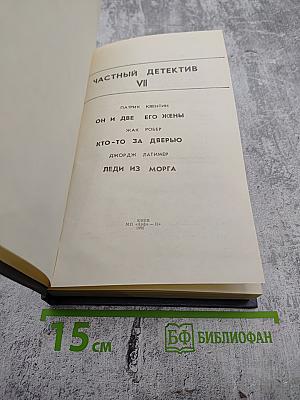 ЧАСТНЫЙ ДЕТЕКТИВ
VII
ПАТРИК КВЕНТИН
ОН И ДВЕ ЕГО ЖЕНЫ
ЖАК РОБЕР
КТО-ТО ЗА ДВЕРЬЮ
ДЖОРДЖ ЛАТИМЕР
ЛЕДИ ИЗ МОРГА
КИЕВ
15 СМ
БФ БИБЛИОФАН